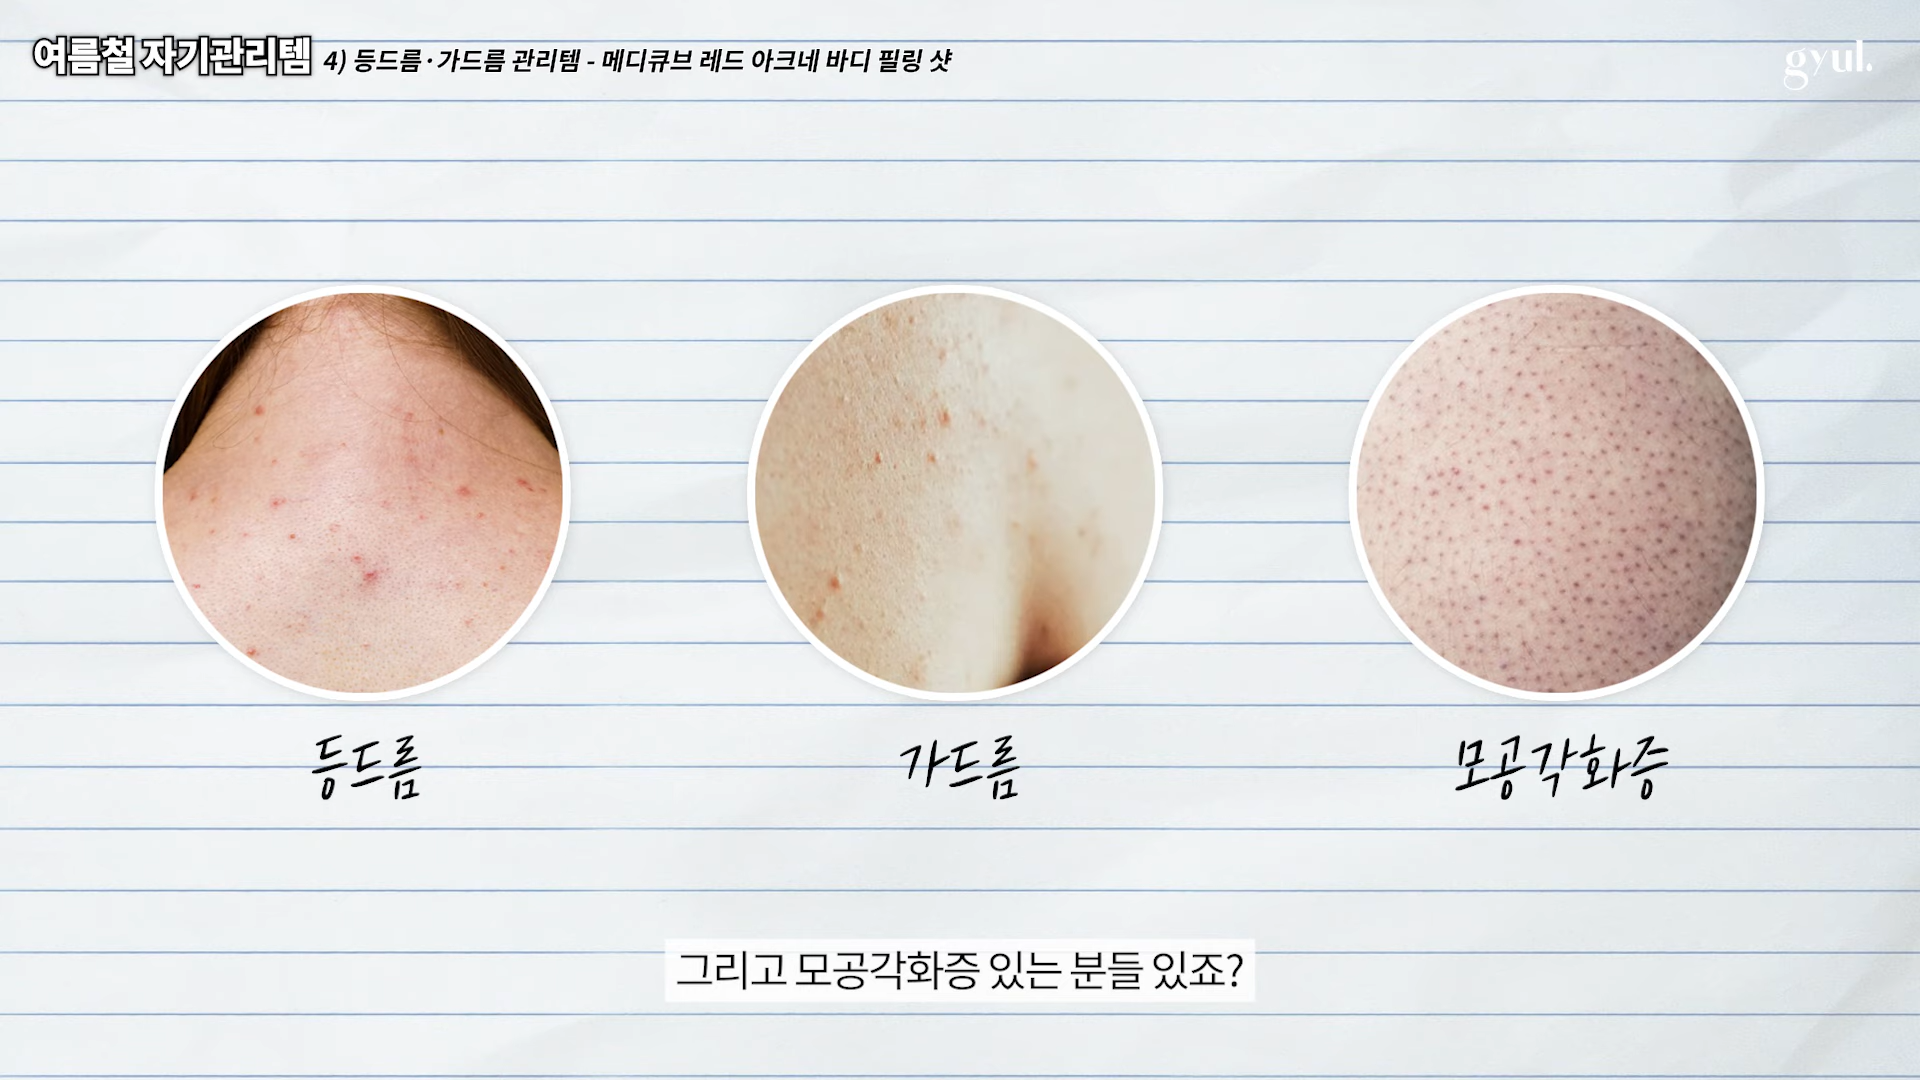 여름철 자기관리템 4) 등드름·가드름 관리템 - 메디큐브 레드 아크네 바디 필링 샷
gyul.
등드름
가드름
모공각화증
그리고 모공각화증 있는 분들 있죠?